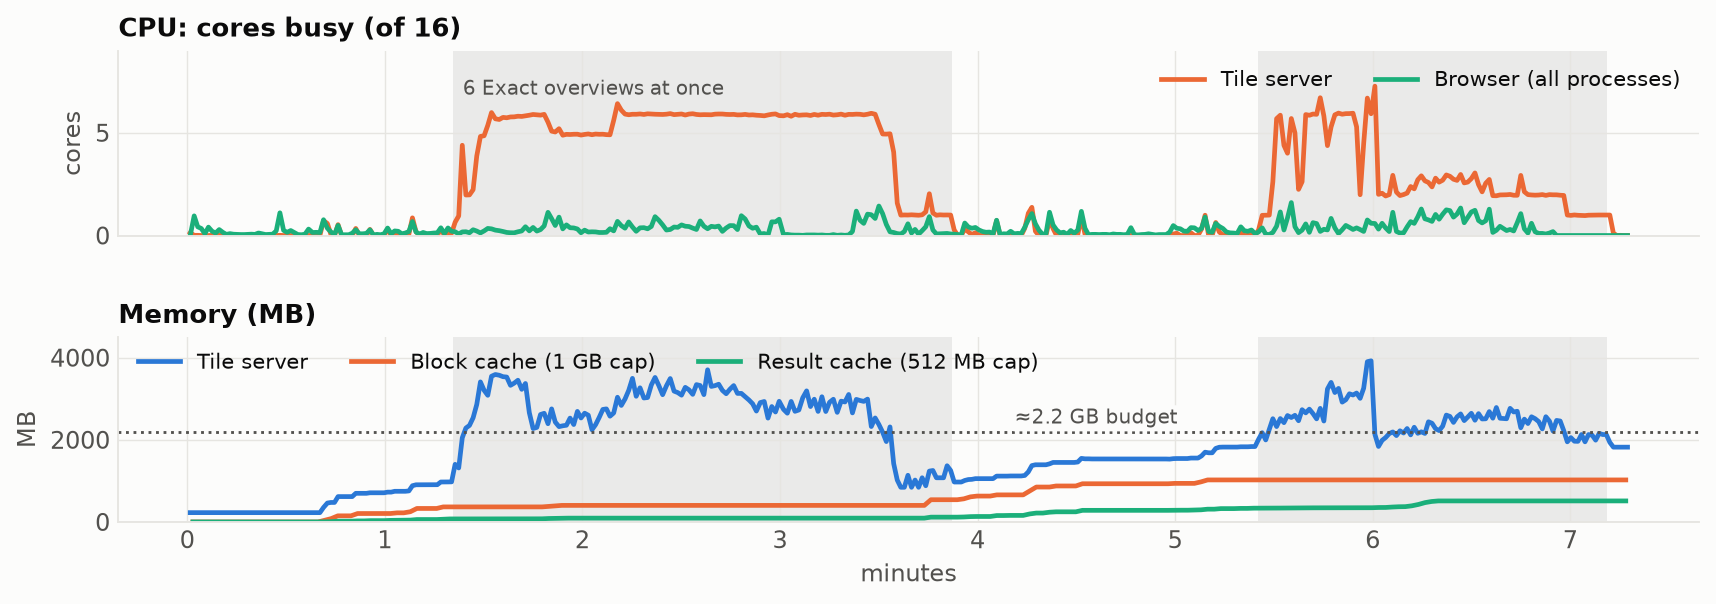 CPU: cores busy (of 16)
6 Exact overviews at once
Tile server
Browser (all processes)
cores
5
0
Memory (MB)
Tile server
Block cache (1 GB cap)
Result cache (512 MB cap)
≈2.2 GB budget
MB
4000
2000
0
0 1 2 3 4 5 6 7
minutes